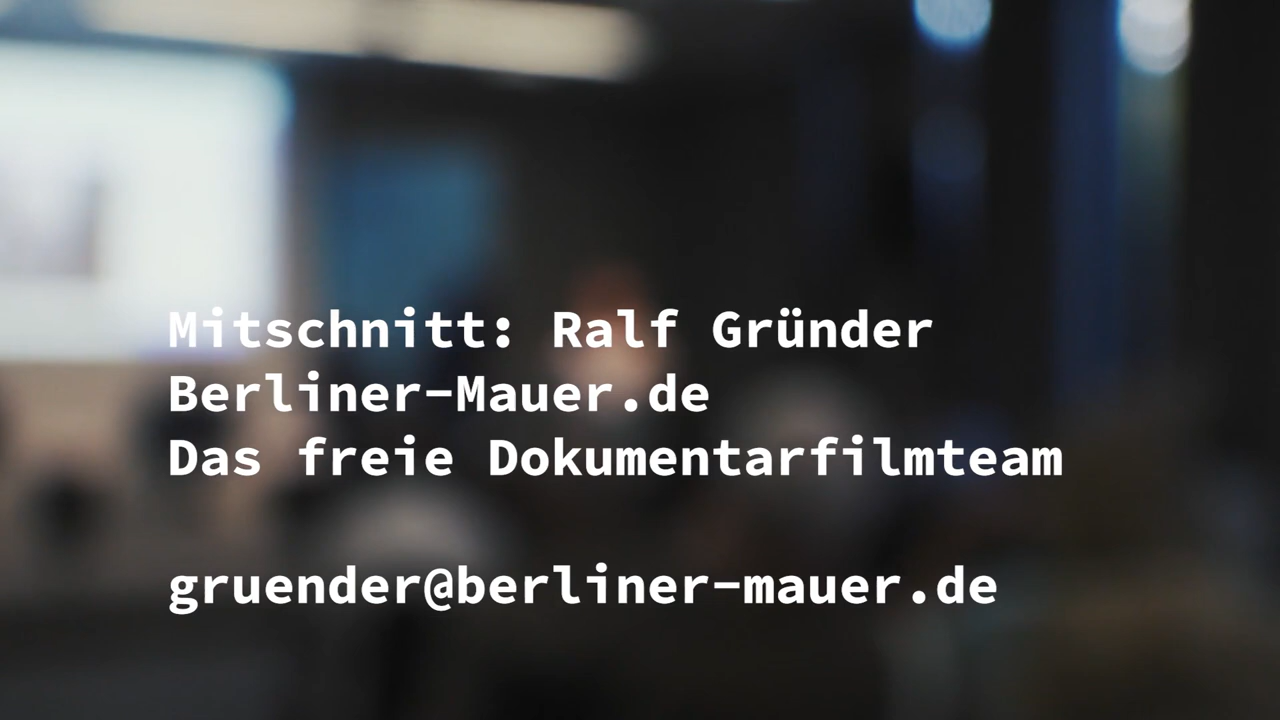 Mitschnitt: Ralf Gründer
Berliner-Mauer.de
Das freie Dokumentarfilmteam
gruender@berliner-mauer.de